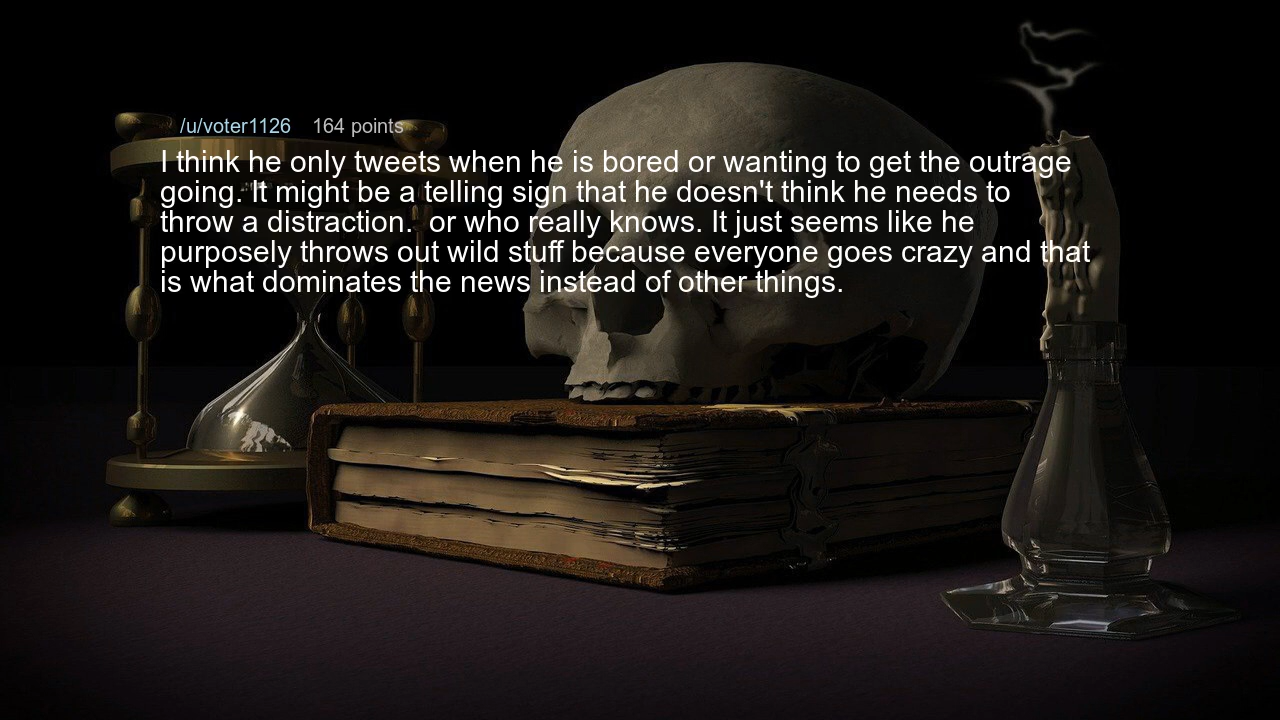 /u/voter1126 164 points
I think he only tweets when he is bored or wanting to get the outrage
going. It might be a telling sign that he doesn't think he needs to
throw a distraction.  or who really knows. It just seems like he
purposely throws out wild stuff because everyone goes crazy and that
is what dominates the news instead of other things.